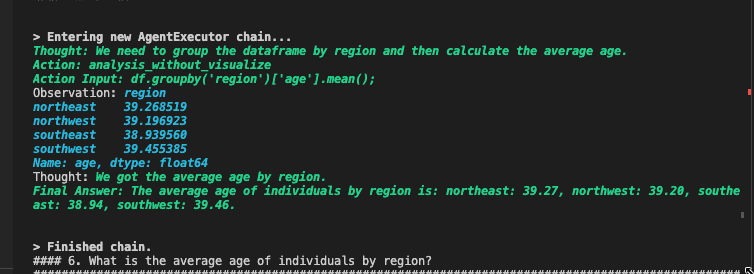 > Entering new AgentExecutor chain...
Thought: We need to group the dataframe by region and then calculate the average age.
Action: analysis_without_visualize
Action Input: df.groupby('region')['age'].mean();
Observation: region
northeast    39.268519
northwest    39.196923
southeast    38.939560
southwest    39.455385
Name: age, dtype: float64
Thought: We got the average age by region.
Final Answer: The average age of individuals by region is: northeast: 39.27, northwest: 39.20, southe
ast: 38.94, southwest: 39.46.
> Finished chain.
#### 6. What is the average age of individuals by region?